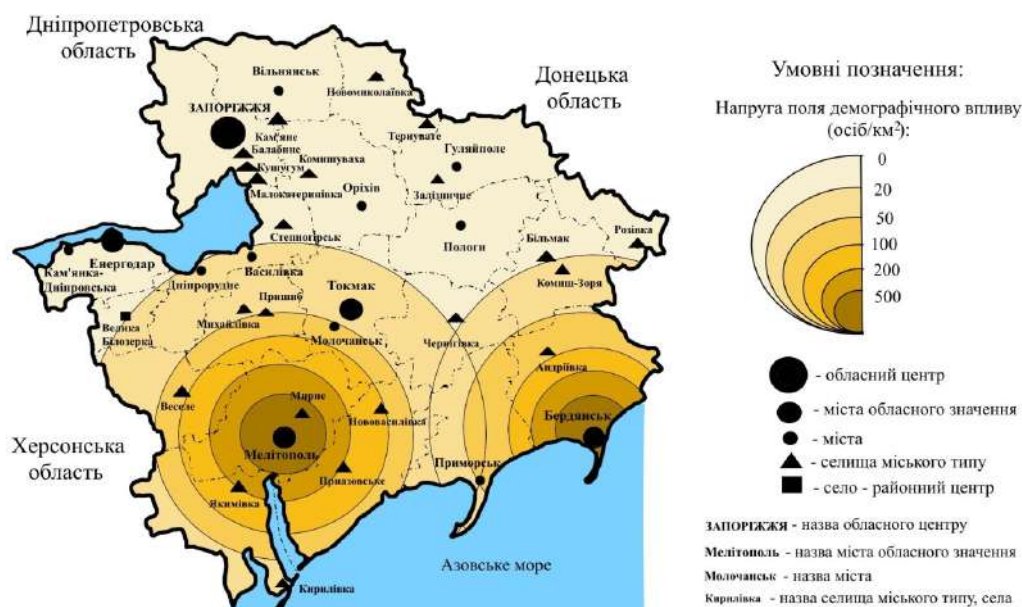 Дніпропетровська
область
Донецька
область
Вільнянськ
Новомиколаївка
ЗАПОРІЖЖЯ
Кам'яне
Балабине
Кушугум
Комишуваха
Малокатеринівка
Тернувате
Гуляйполе
Залізничне
Оріхів
Степногірськ
Пологи
Більмак
Розівка
Комиш-Зоря
Енергодар
Кам'янка-
Дніпровська
Василівка
Дніпрорудне
Токмак
Пришиб
Михайлівка
Молочанськ
Велика
Білозерка
Чернігівка
Андріївка
Веселе
Мирне
Нововасилівка
Бердянськ
Мелітополь
Херсонська
область
Приморськ
Приазовське
Якимівка
Азовське море
Кирилівка
Умовні позначення:
Напруга поля демографічного впливу
(осіб/км²):
0
20
50
100
200
500
- обласний центр
- міста обласного значення
- міста
- селища міського типу
- село - районний центр
ЗАПОРІЖЖЯ - назва обласного центру
Мелітополь - назва міста обласного значення
Молочанськ - назва міста
Кирилівка - назва селища міського типу, села